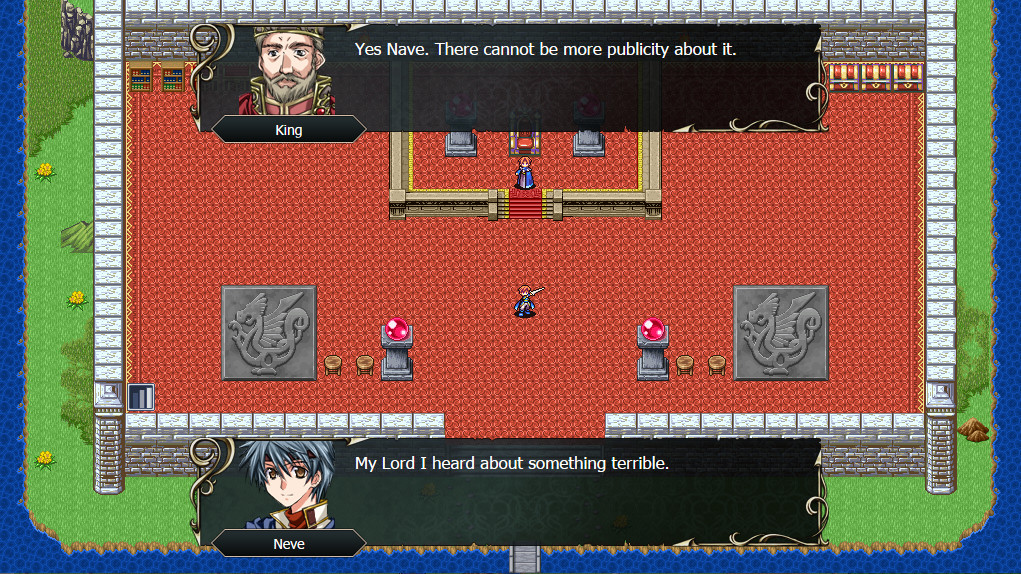 Yes Nave. There cannot be more publicity about it.
King
My Lord I heard about something terrible.
Neve